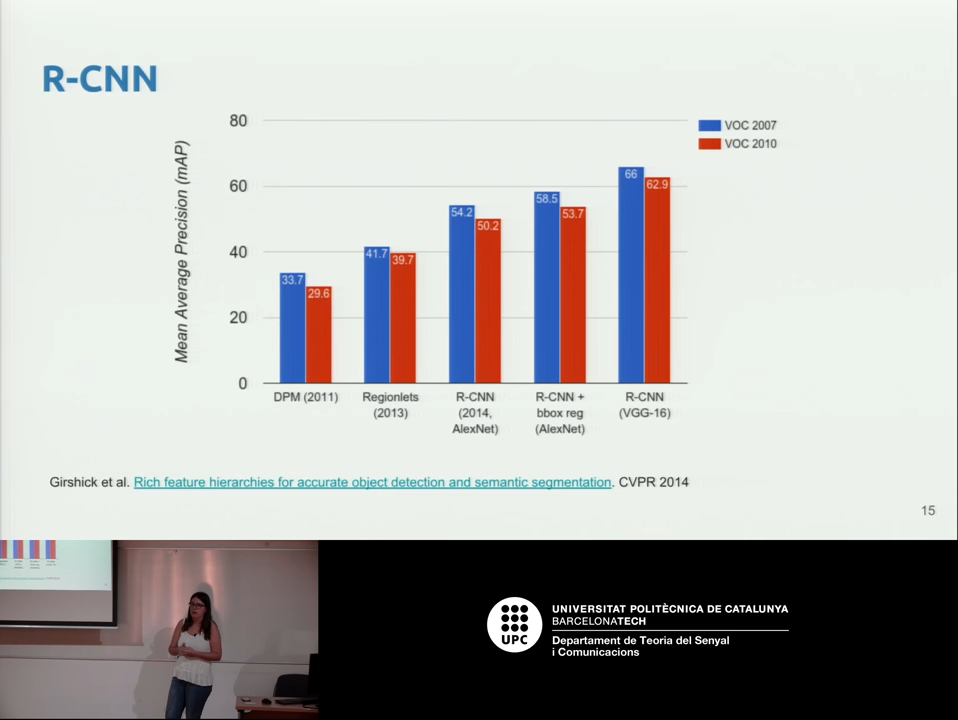 R-CNN
Mean Average Precision (mAP)
80
60
40
20
0
VOC 2007
VOC 2010
33.7
29.6
41.7
39.7
54.2
50.2
58.5
53.7
66
62.9
DPM (2011)
Regionlets
(2013)
R-CNN
(2014,
AlexNet)
R-CNN +
bbox reg
(AlexNet)
R-CNN
(VGG-16)
Girshick et al. Rich feature hierarchies for accurate object detection and semantic segmentation. CVPR 2014
15
UPC
UNIVERSITAT POLITÈCNICA DE CATALUNYA
BARCELONATECH
Departament de Teoria del Senyal
i Comunicacions